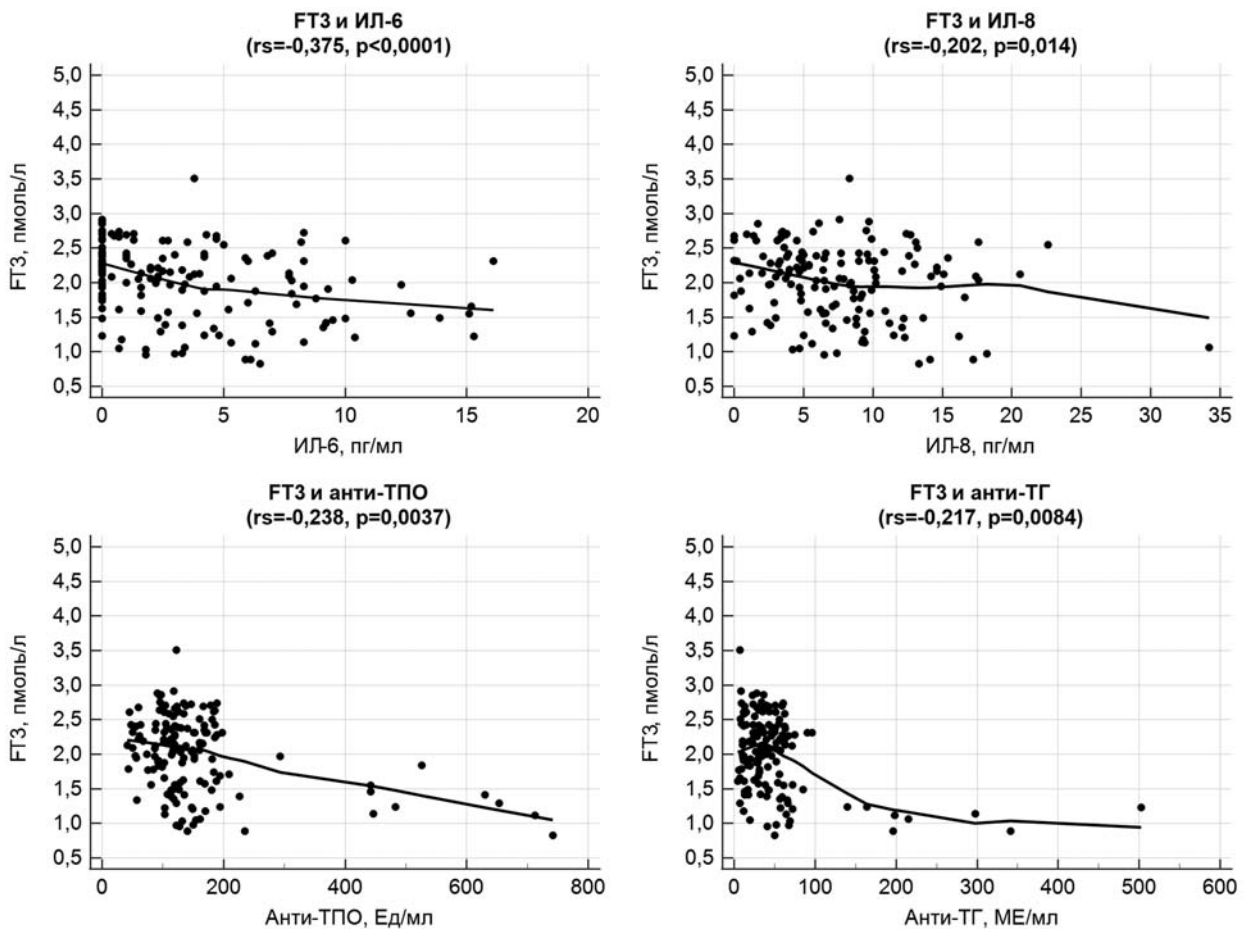 FT3 и ИЛ-6
(rs=-0,375, p<0,0001)
5,0
4,5
4,0
3,5
3,0
2,5
2,0
1,5
1,0
0,5
FT3, пмоль/л
0 5 10 15 20
ИЛ-6, пг/мл
FT3 и ИЛ-8
(rs=-0,202, p=0,014)
5,0
4,5
4,0
3,5
3,0
2,5
2,0
1,5
1,0
0,5
FT3, пмоль/л
0 5 10 15 20 25 30 35
ИЛ-8, пг/мл
FT3 и анти-ТПО
(rs=-0,238, p=0,0037)
5,0
4,5
4,0
3,5
3,0
2,5
2,0
1,5
1,0
0,5
FT3, пмоль/л
0 200 400 600 800
Анти-ТПО, Ед/мл
FT3 и анти-ТГ
(rs=-0,217, p=0,0084)
5,0
4,5
4,0
3,5
3,0
2,5
2,0
1,5
1,0
0,5
FT3, пмоль/л
0 100 200 300 400 500 600
Анти-ТГ, МЕ/мл